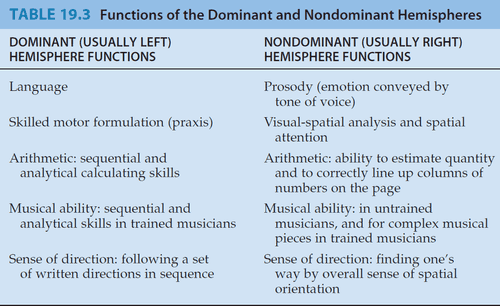 TABLE 19.3 Functions of the Dominant and Nondominant Hemispheres
DOMINANT (USUALLY LEFT)
HEMISPHERE FUNCTIONS
NONDOMINANT (USUALLY RIGHT)
HEMISPHERE FUNCTIONS
Language
Prosody (emotion conveyed by
tone of voice)
Skilled motor formulation (praxis)
Visual-spatial analysis and spatial
attention
Arithmetic: sequential and
analytical calculating skills
Arithmetic: ability to estimate quantity
and to correctly line up columns of
numbers on the page
Musical ability: sequential and
analytical skills in trained musicians
Musical ability: in untrained
musicians, and for complex musical
pieces in trained musicians
Sense of direction: following a set
of written directions in sequence
Sense of direction: finding one's
way by overall sense of spatial
orientation